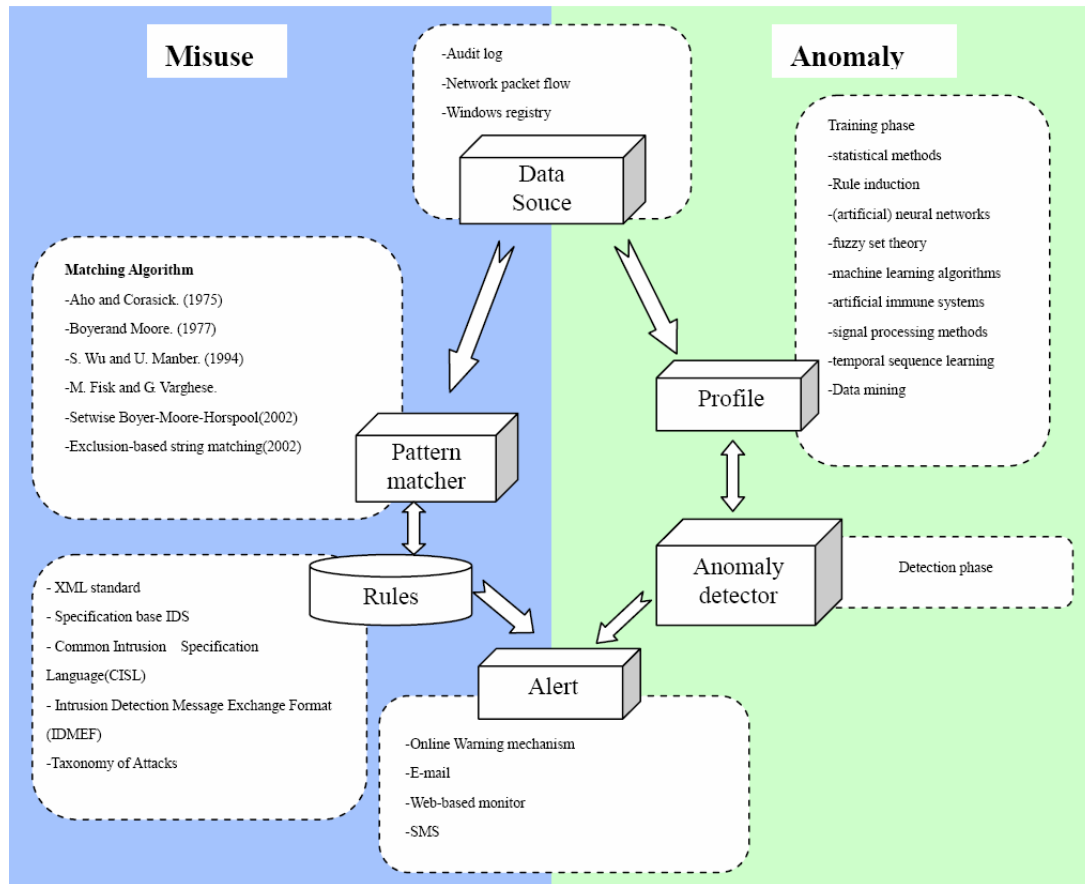 Misuse
Anomaly
-Audit log
-Network packet flow
-Windows registry
Data
Souce
Training phase
-statistical methods
-Rule induction
-(artificial) neural networks
-fuzzy set theory
-machine learning algorithms
-artificial immune systems
-signal processing methods
-temporal sequence learning
-Data mining
Matching Algorithm
-Aho and Corasick. (1975)
-Boyerand Moore. (1977)
-S. Wu and U. Manber. (1994)
-M. Fisk and G. Varghese.
-Setwise Boyer-Moore-Horspool(2002)
-Exclusion-based string matching(2002)
Pattern
matcher
Profile
- XML standard
- Specification base IDS
- Common Intrusion Specification
Language(CISL)
- Intrusion Detection Message Exchange Format
(IDMEF)
-Taxonomy of Attacks
Rules
Anomaly
detector
Detection phase
Alert
-Online Warning mechanism
-E-mail
-Web-based monitor
-SMS